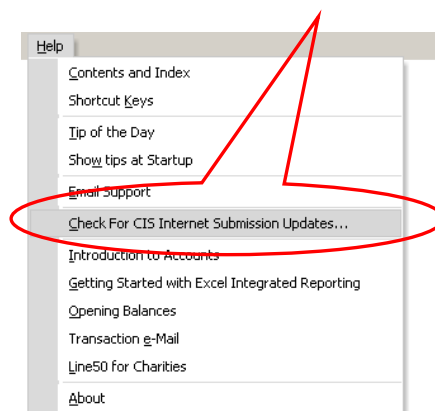 Help
Contents and Index
Shortcut Keys
Tip of the Day
Show tips at Startup
Email Support
Check For CIS Internet Submission Updates...
Introduction to Accounts
Getting Started with Excel Integrated Reporting
Opening Balances
Transaction e-Mail
Line50 for Charities
About